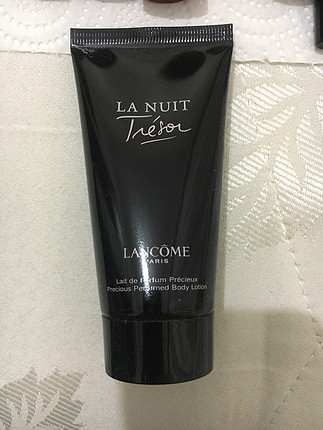 LA NUIT
Trésor
LANCÔME
PARIS
Lait de Parfum Précieux
Precious Perfumed Body Lotion